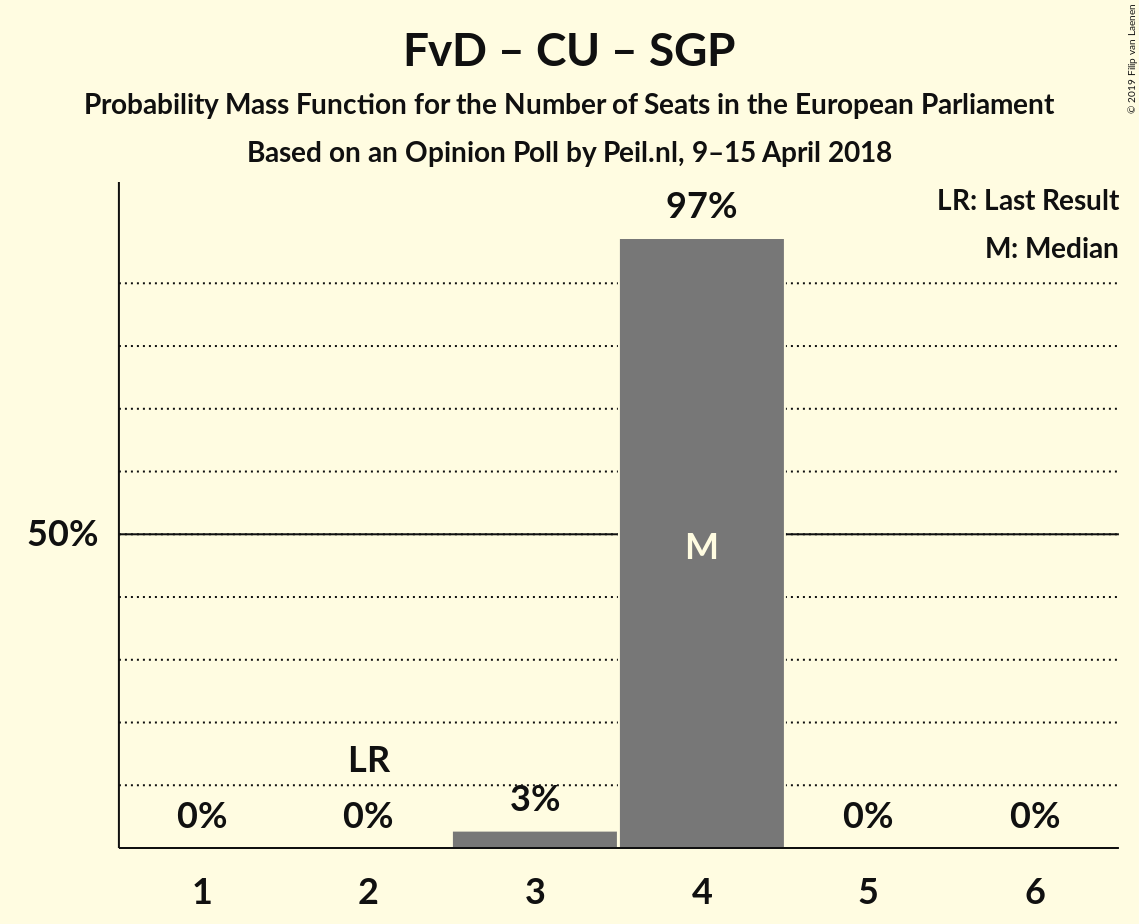 FvD – CU – SGP
Probability Mass Function for the Number of Seats in the European Parliament
Based on an Opinion Poll by Peil.nl, 9–15 April 2018
© 2019 Filip van Laenen
LR: Last Result
M: Median
97%
50%
M
LR
0%
0%
3%
0%
0%
1
2
3
4
5
6